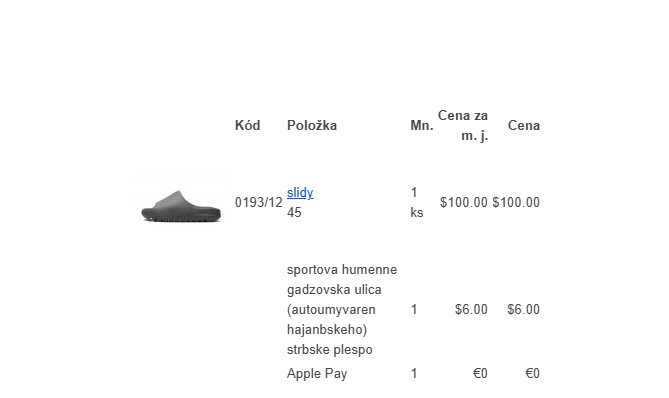 Kód Položka Mn. Cena za m. j. Cena
0193/12 slidy 1 $100.00 $100.00
45 ks
sportova humenne
gadzovska ulica
(autoumyvaren 1 $6.00 $6.00
hajanbskeho)
strbske plespo
Apple Pay 1 €0 €0